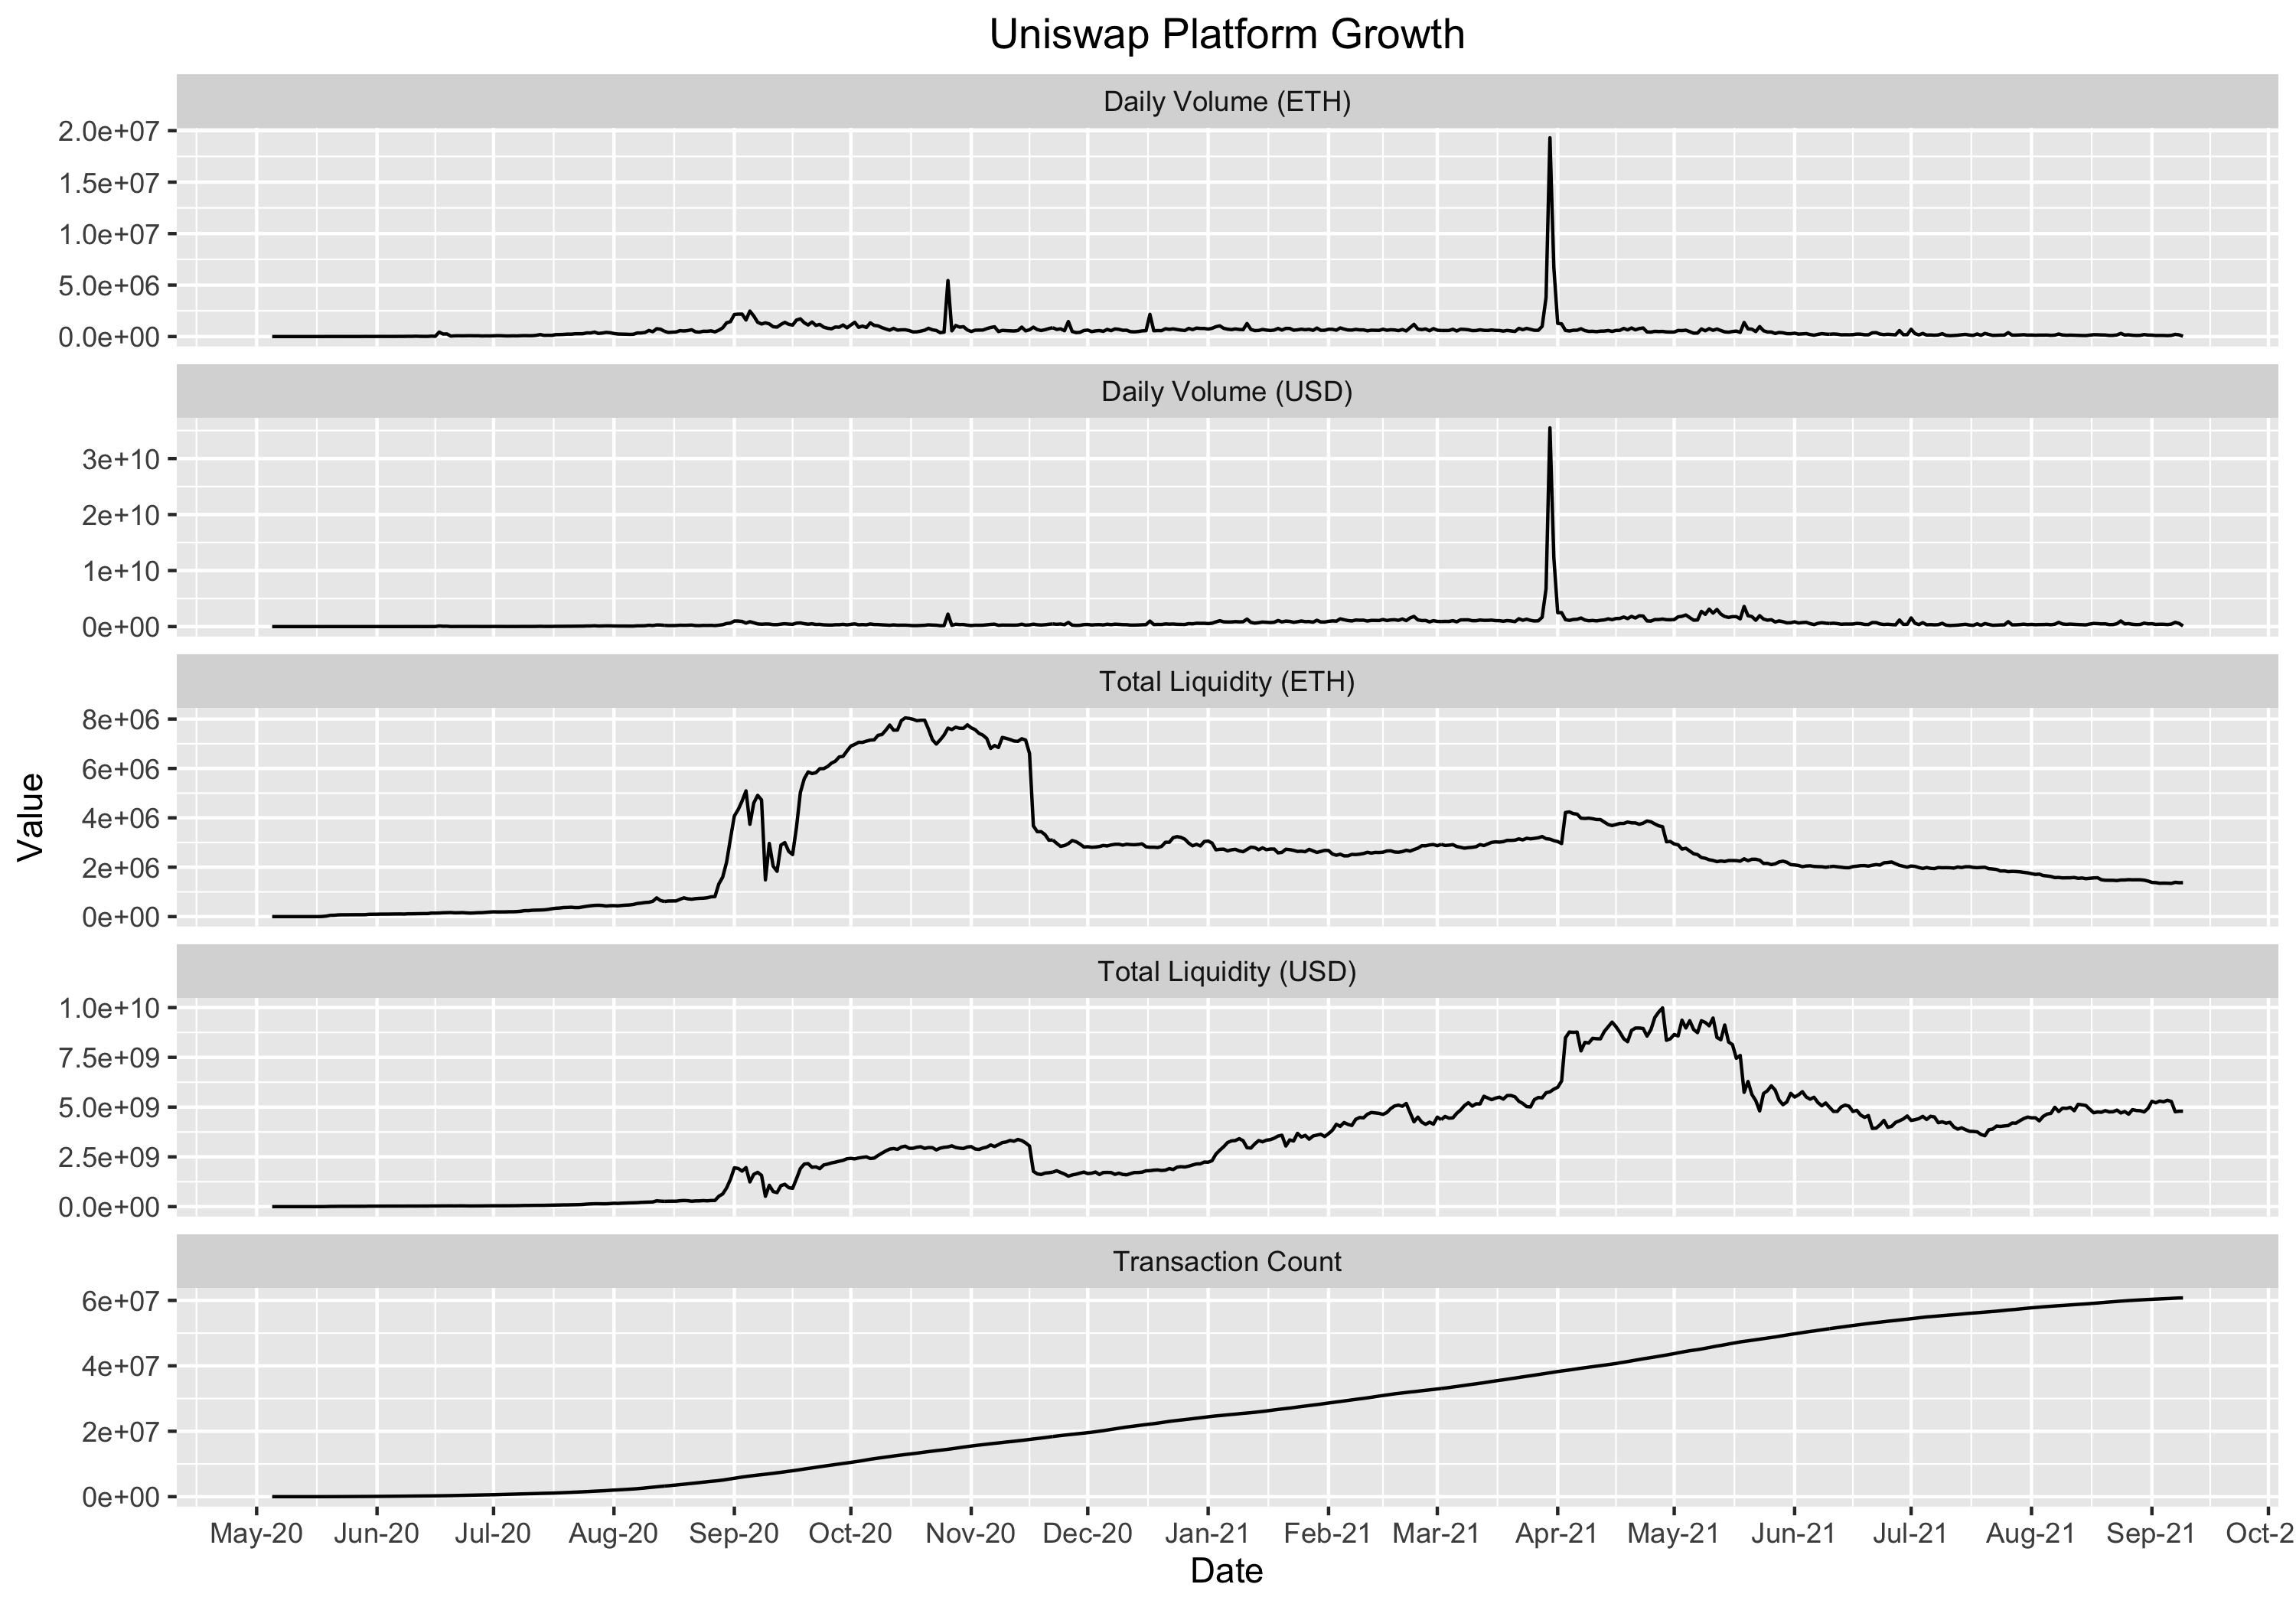 Uniswap Platform Growth
Daily Volume (ETH)
2.0e+07
1.5e+07
1.0e+07
5.0e+06
0.0e+00
Daily Volume (USD)
3e+10
2e+10
1e+10
0e+00
Total Liquidity (ETH)
8e+06
6e+06
4e+06
2e+06
0e+00
Total Liquidity (USD)
1.0e+10
7.5e+09
5.0e+09
2.5e+09
0.0e+00
Transaction Count
6e+07
4e+07
2e+07
0e+00
Value
May-20 Jun-20 Jul-20 Aug-20 Sep-20 Oct-20 Nov-20 Dec-20 Jan-21 Feb-21 Mar-21 Apr-21 May-21 Jun-21 Jul-21 Aug-21 Sep-21 Oct-2
Date